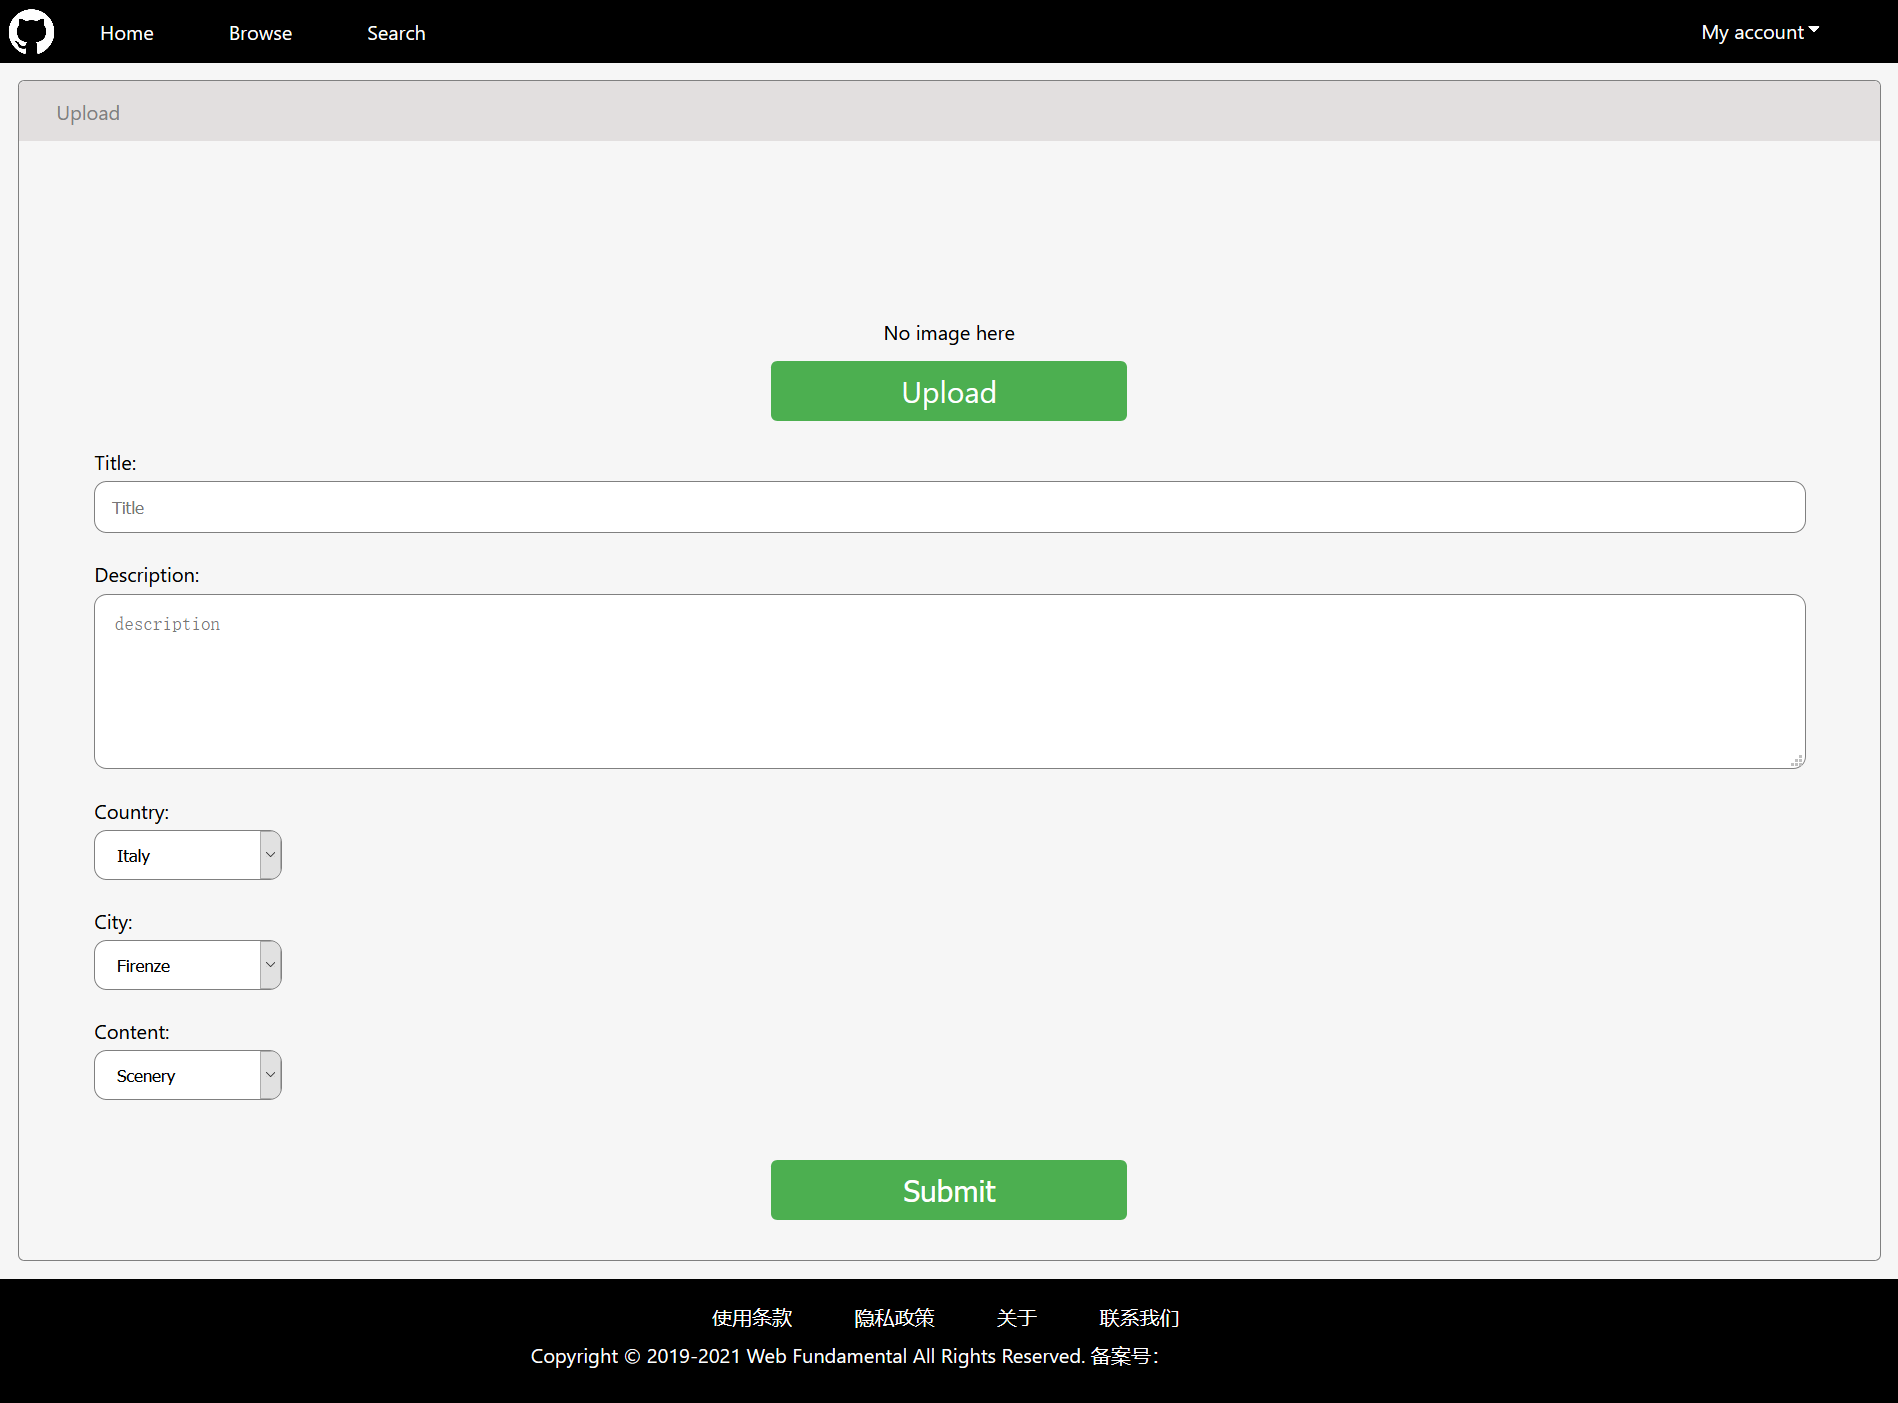 Home Browse Search My account
Upload
No image here
Upload
Title:
Title
Description:
description
Country:
Italy
City:
Firenze
Content:
Scenery
Submit
使用条款 隐私政策 关于 联系我们
Copyright © 2019-2021 Web Fundamental All Rights Reserved. 备案号：